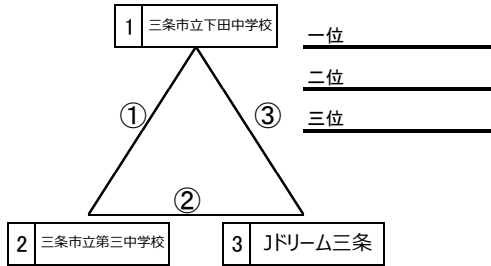 1 三条市立下田中学校
一位
二位
三位
① ③
②
2 三条市立第三中学校
3 Jドリーム三条